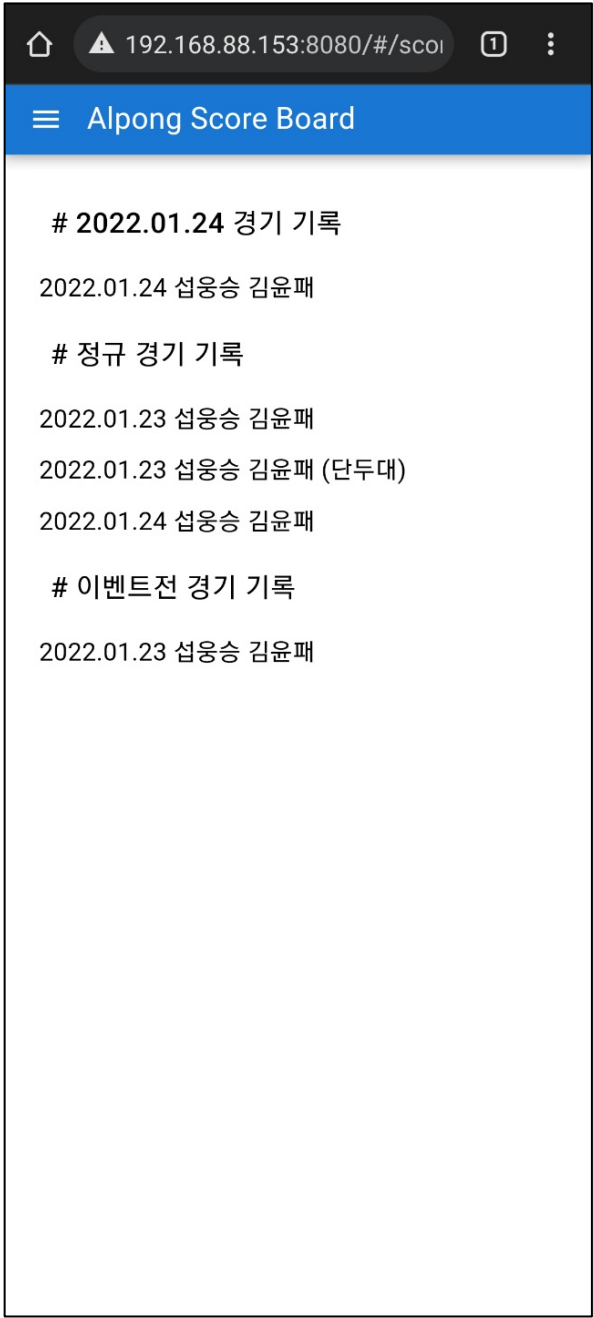 192.168.88.153:8080/#/scor
1
Alpong Score Board
# 2022.01.24 경기 기록
2022.01.24 섭웅승 김윤패
# 정규 경기 기록
2022.01.23 섭웅승 김윤패
2022.01.23 섭웅승 김윤패 (단두대)
2022.01.24 섭웅승 김윤패
# 이벤트전 경기 기록
2022.01.23 섭웅승 김윤패